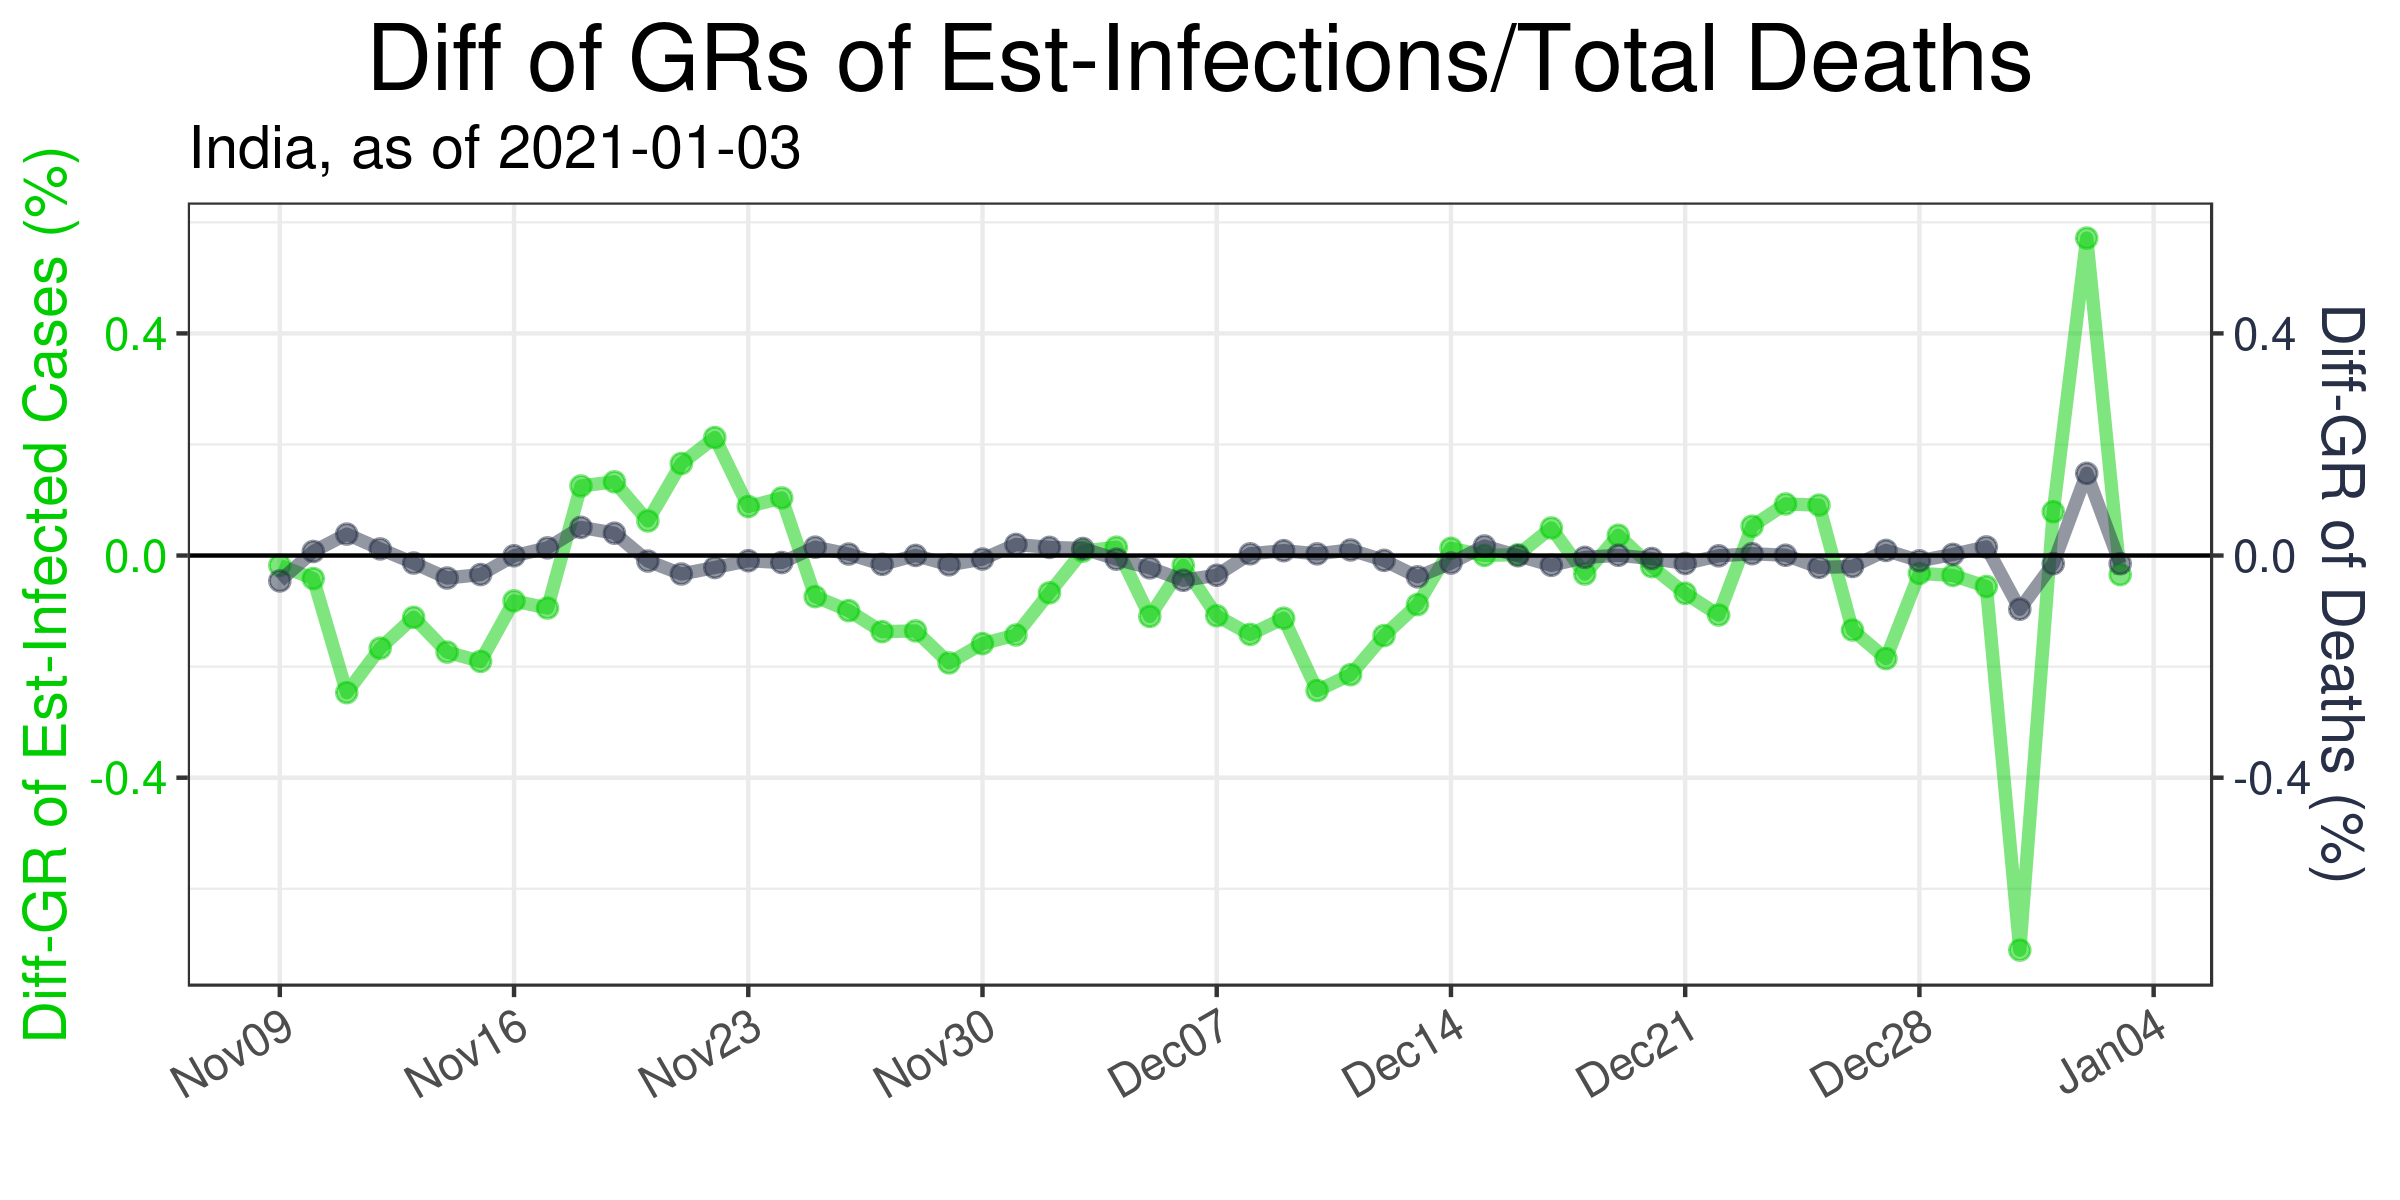 Diff of GRs of Est-Infections/Total Deaths
India, as of 2021-01-03
Diff-GR of Est-Infected Cases (%)
0.4
0.0
-0.4
0.4
0.0
-0.4
Diff-GR of Deaths (%)
Nov09
Nov16
Nov23
Nov30
Dec07
Dec14
Dec21
Dec28
Jan04